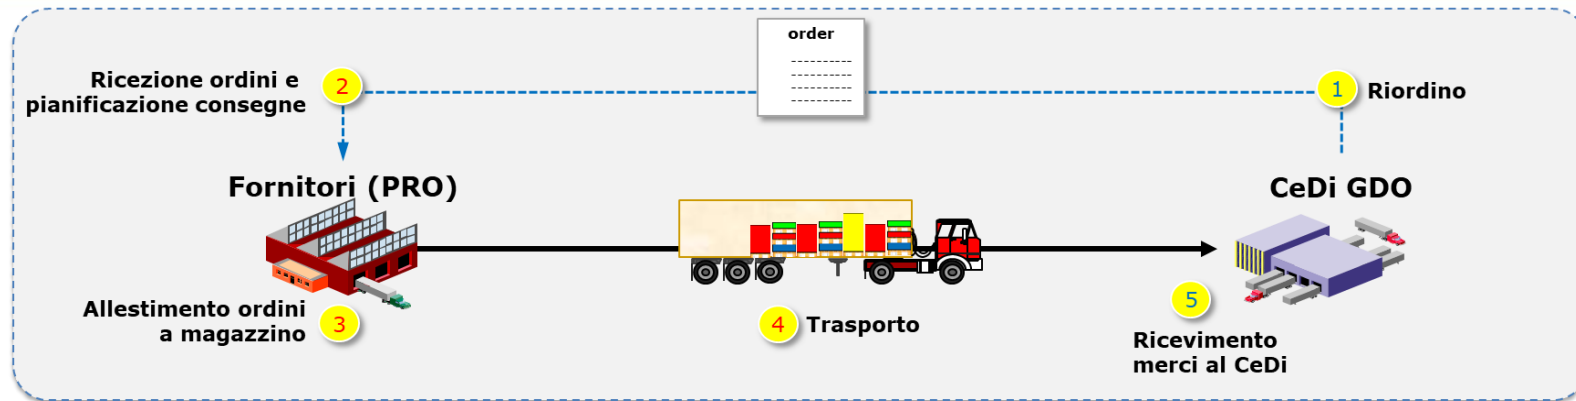 order
Ricezione ordini e
pianificazione consegne
2
1
Riordino
Fornitori (PRO)
CeDi GDO
Allestimento ordini
a magazzino
3
4
Trasporto
5
Ricevimento
merci al CeDi